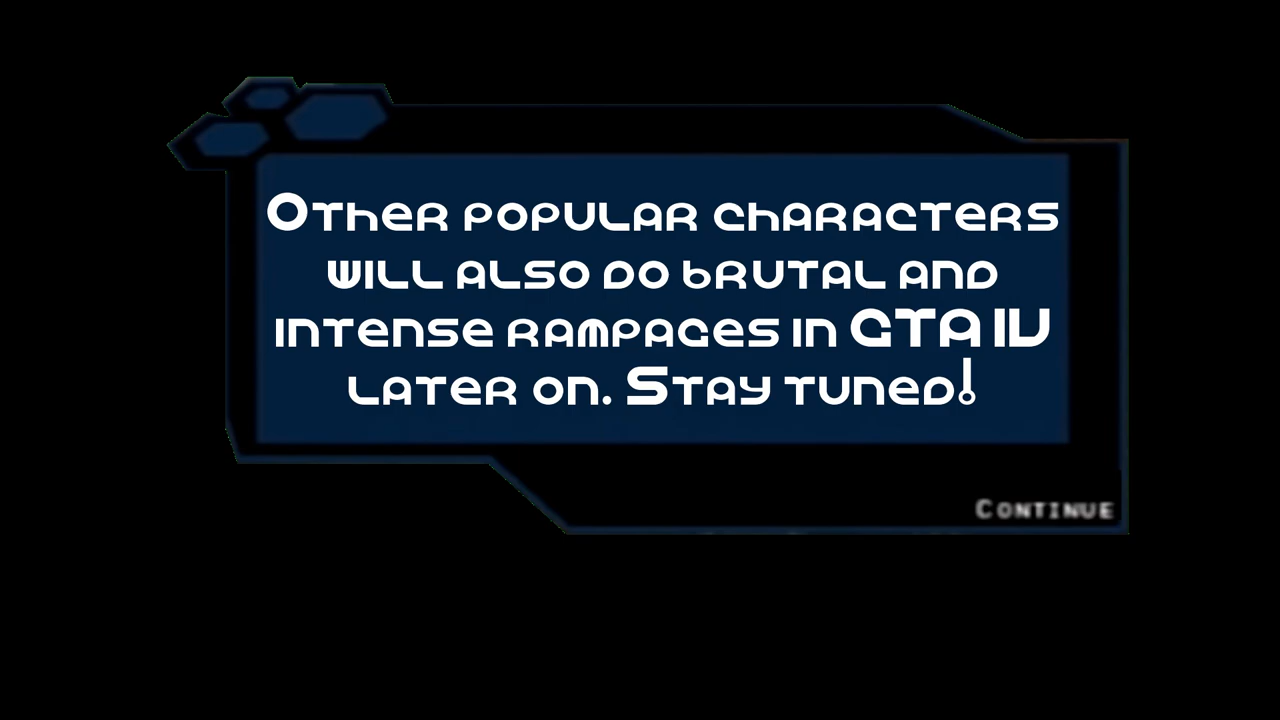 Other popular characters
will also do brutal and
intense rampages in GTA IV
later on. Stay tuned!
Continue